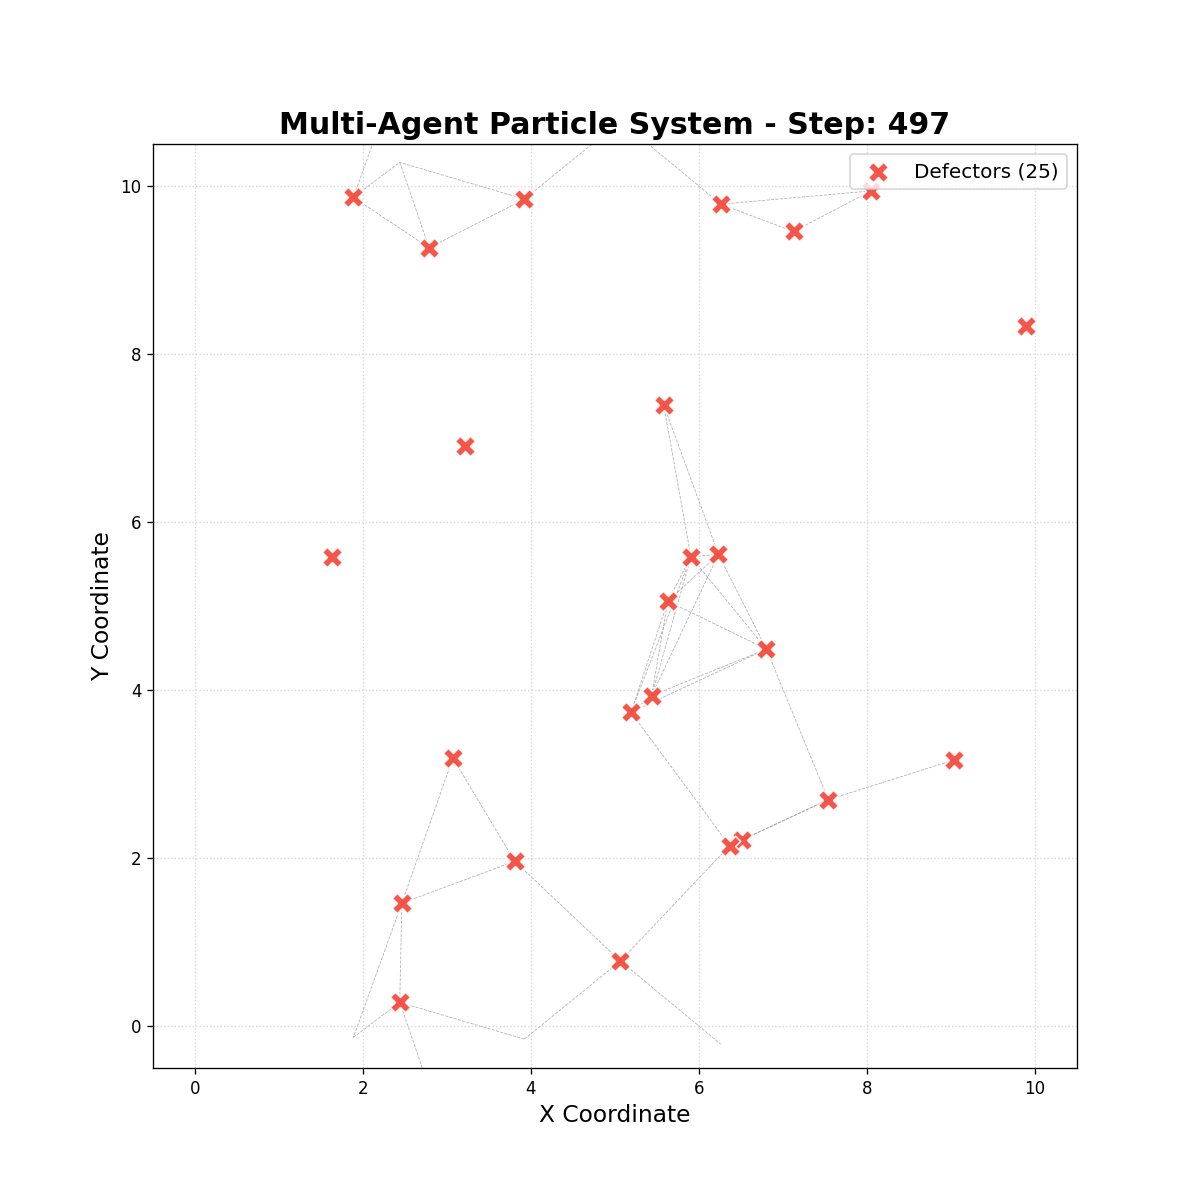 Multi-Agent Particle System - Step: 497
Defectors (25)
10
8
6
4
2
0
Y Coordinate
0 2 4 6 8 10
X Coordinate